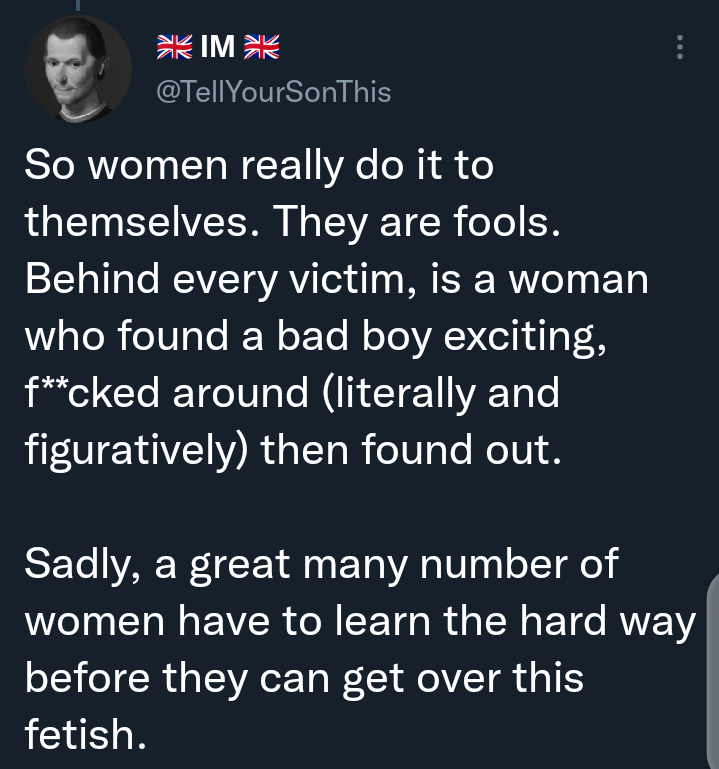 🇬🇧 IM 🇬🇧
@TellYourSonThis
So women really do it to
themselves. They are fools.
Behind every victim, is a woman
who found a bad boy exciting,
f**cked around (literally and
figuratively) then found out.
Sadly, a great many number of
women have to learn the hard way
before they can get over this
fetish.